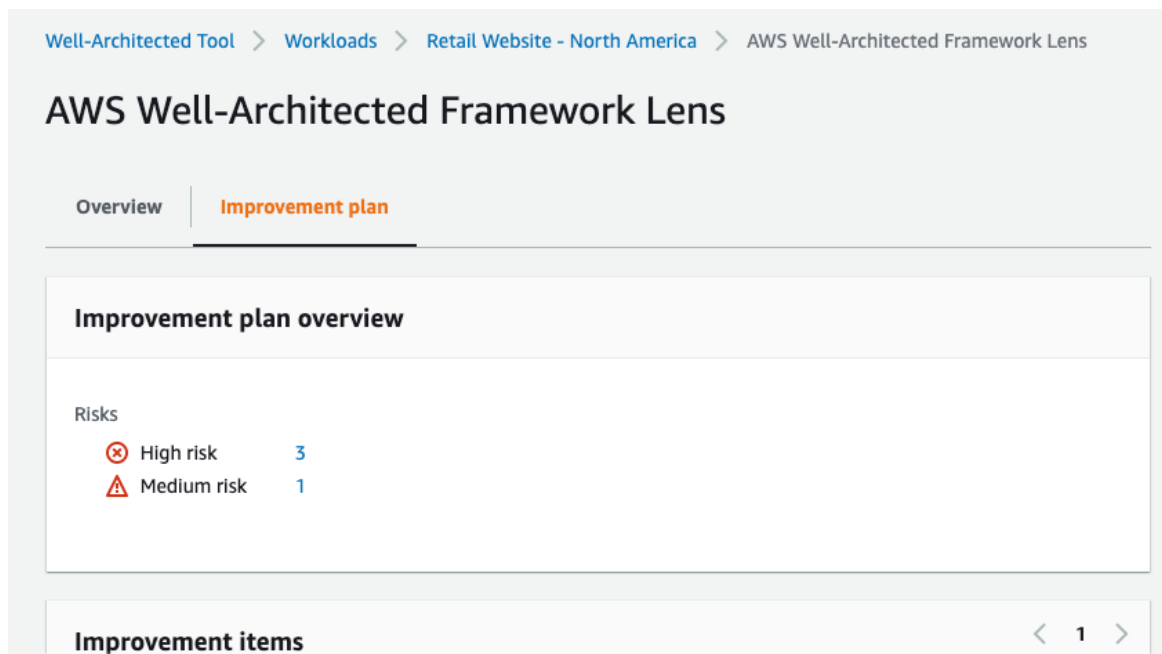 Well-Architected Tool > Workloads > Retail Website - North America > AWS Well-Architected Framework Lens
AWS Well-Architected Framework Lens
Overview Improvement plan
Improvement plan overview
Risks
High risk 3
Medium risk 1
Improvement items < 1 >